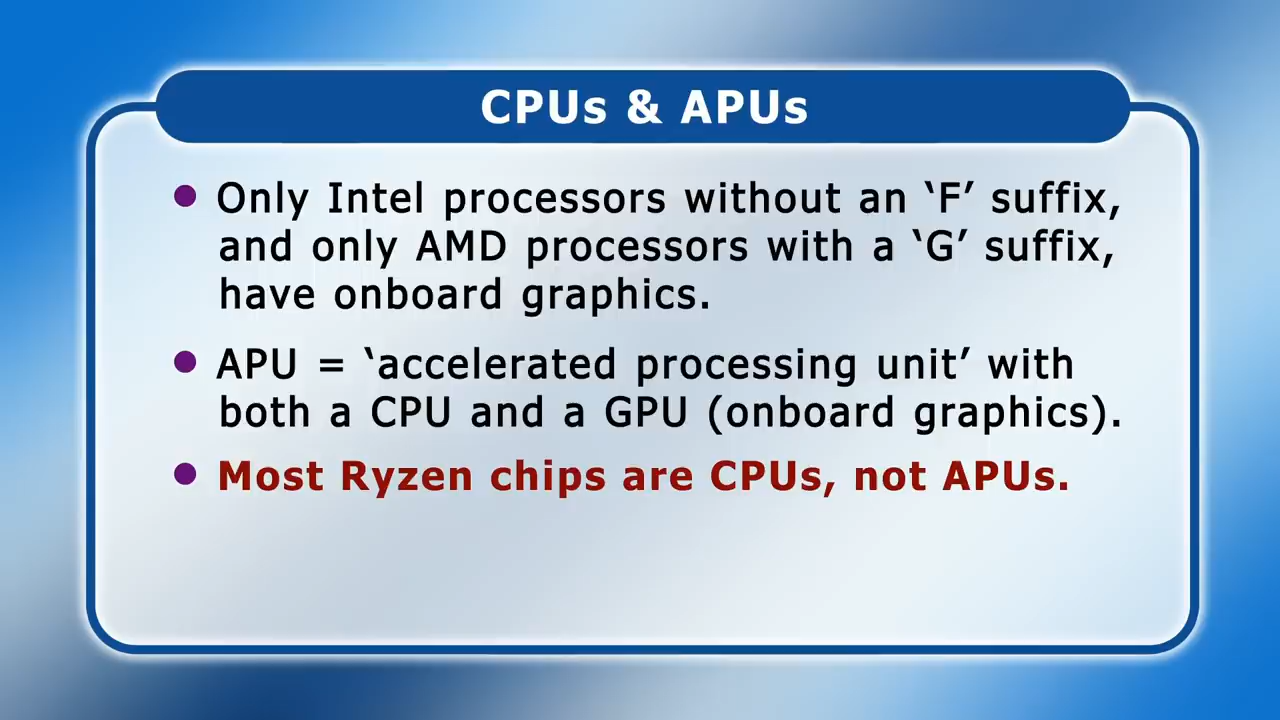 CPUs & APUs
• Only Intel processors without an ‘F’ suffix,
and only AMD processors with a ‘G’ suffix,
have onboard graphics.
• APU = ‘accelerated processing unit’ with
both a CPU and a GPU (onboard graphics).
• Most Ryzen chips are CPUs, not APUs.